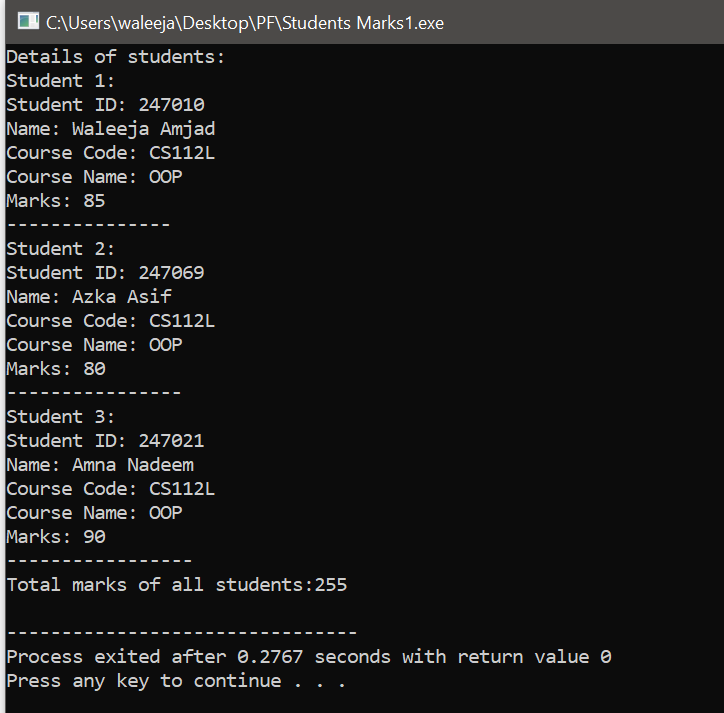 C:\Users\waleeja\Desktop\PF\Students Marks1.exe
Details of students:
Student 1:
Student ID: 247010
Name: Waleeja Amjad
Course Code: CS112L
Course Name: OOP
Marks: 85
---------------
Student 2:
Student ID: 247069
Name: Azka Asif
Course Code: CS112L
Course Name: OOP
Marks: 80
----------------
Student 3:
Student ID: 247021
Name: Amna Nadeem
Course Code: CS112L
Course Name: OOP
Marks: 90
-----------------
Total marks of all students:255
--------------------------------
Process exited after 0.2767 seconds with return value 0
Press any key to continue . . .